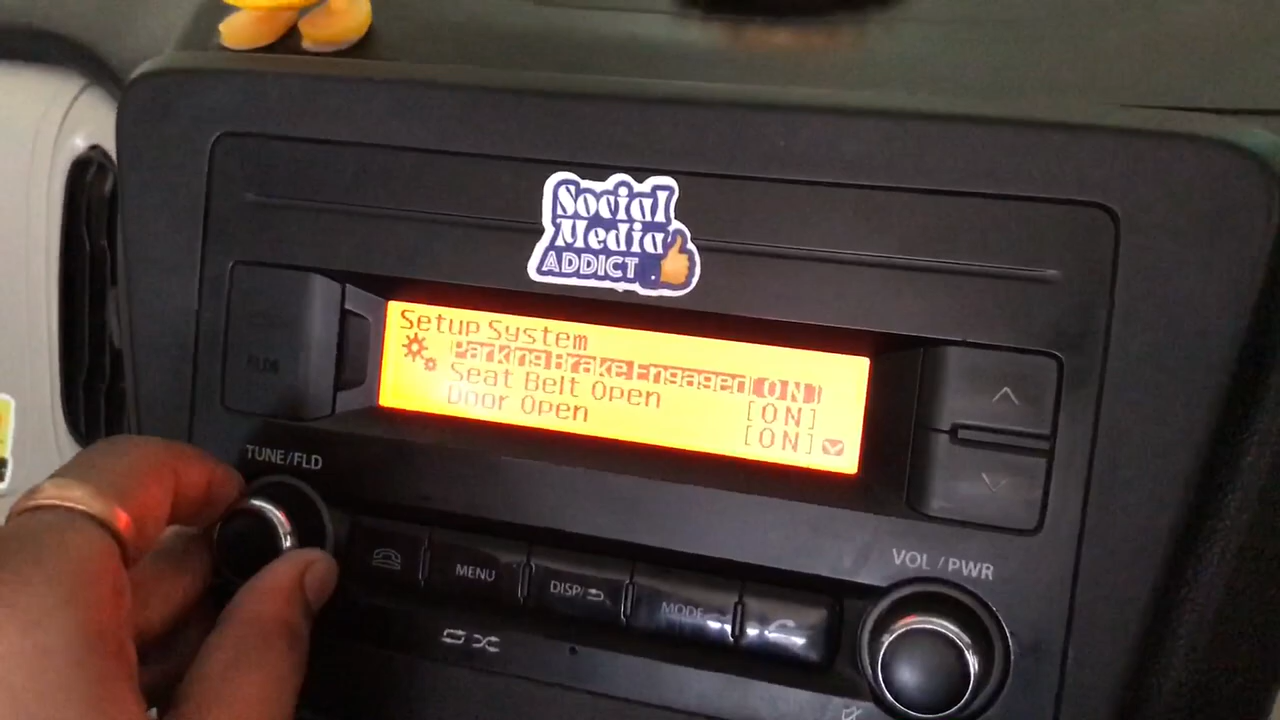 Social
Media
ADDICT
Setup System
Parking Brake Engaged [ON]
Seat Belt Open [ON]
Door Open [ON]
TUNE/FLD
MENU
DISP/
MODE
VOL/PWR